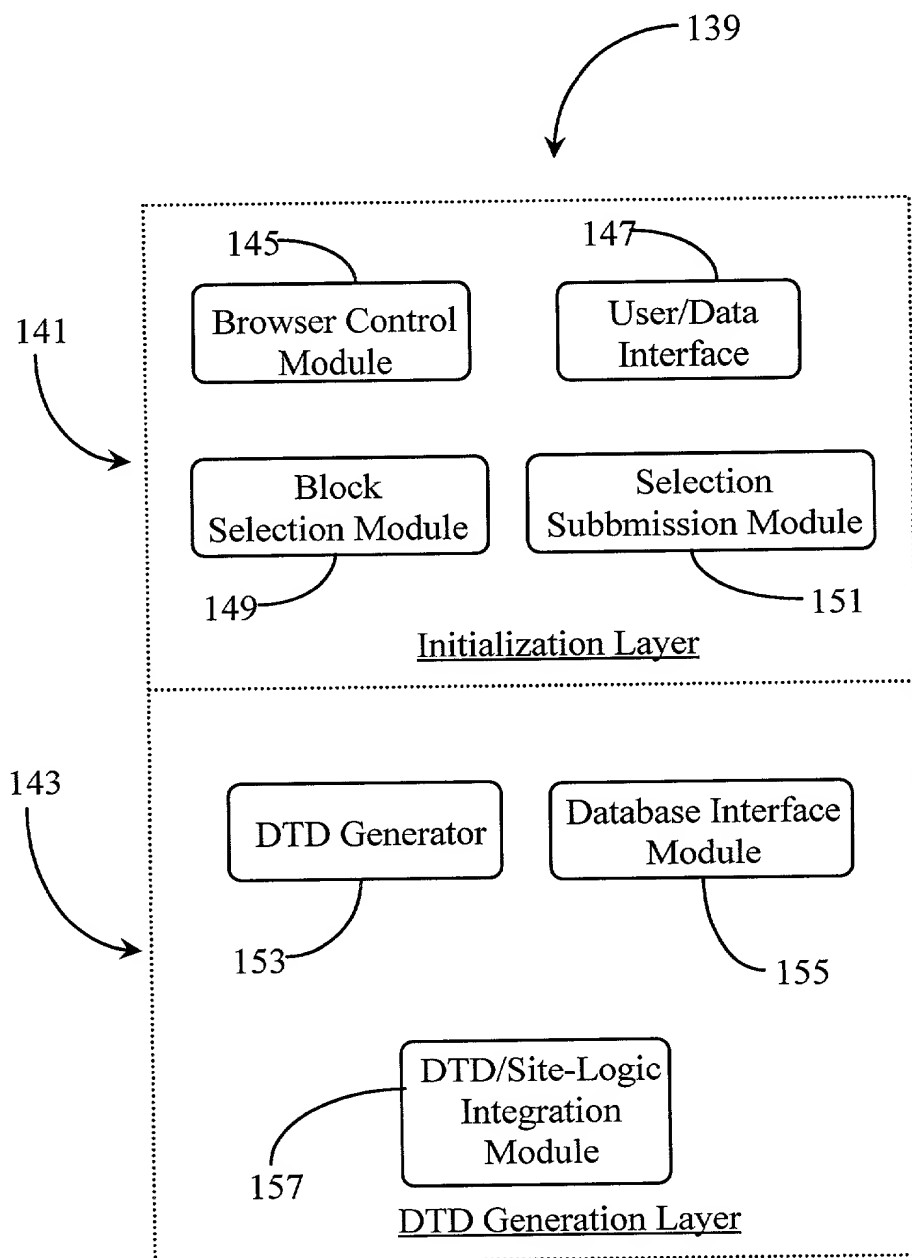 139
145
147
Browser Control
Module
User/Data
Interface
141
Block
Selection Module
Selection
Subbmission Module
149
151
Initialization Layer
143
DTD Generator
Database Interface
Module
153
155
DTD/Site-Logic
Integration
Module
157
DTD Generation Layer